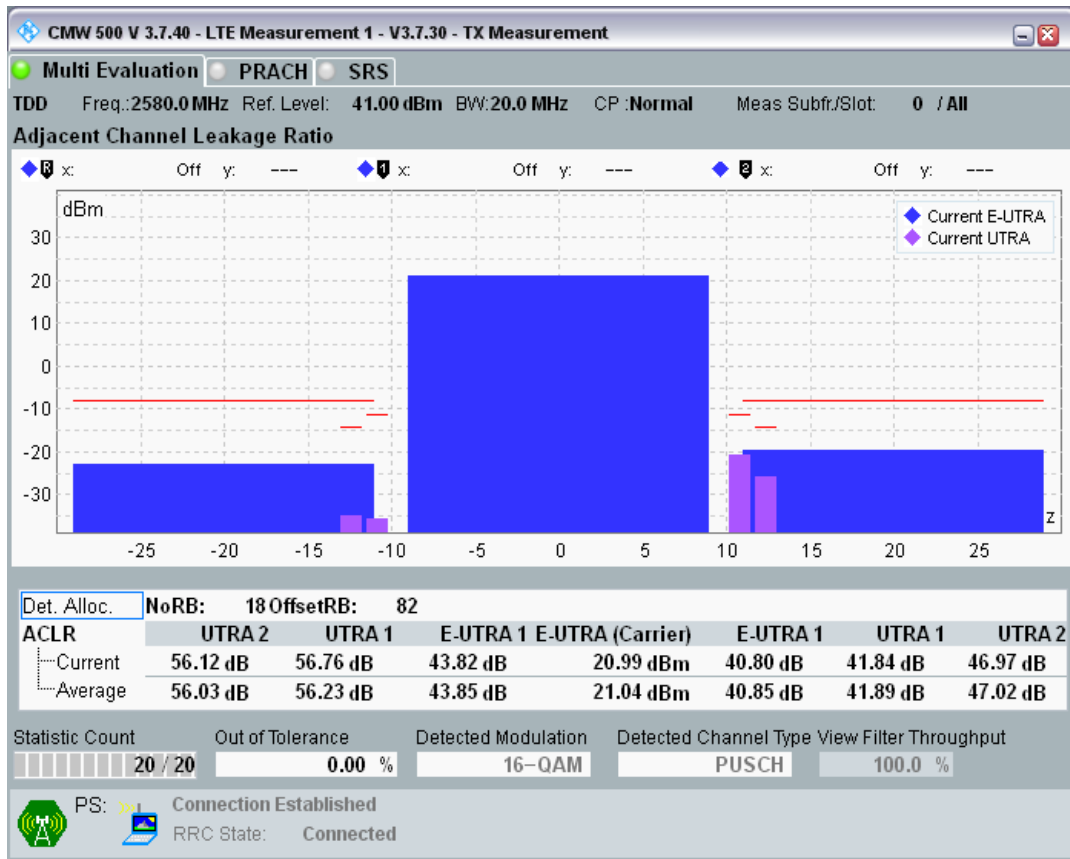 CMW 500 V 3.7.40 - LTE Measurement 1 - V3.7.30 - TX Measurement
Multi Evaluation PRACH SRS
TDD Freq.:2580.0 MHz Ref. Level: 41.00 dBm BW:20.0 MHz CP :Normal Meas Subfr./Slot: 0 / All
Adjacent Channel Leakage Ratio
R x: Off y: --- 1 x: Off y: --- 2 x: Off y: ---
dBm
Current E-UTRA
Current UTRA
30
20
10
0
-10
-20
-30
z
-25 -20 -15 -10 -5 0 5 10 15 20 25
Det. Alloc. NoRB: 18 OffsetRB: 82
ACLR UTRA 2 UTRA 1 E-UTRA 1 E-UTRA (Carrier) E-UTRA 1 UTRA 1 UTRA 2
Current 56.12 dB 56.76 dB 43.82 dB 20.99 dBm 40.80 dB 41.84 dB 46.97 dB
Average 56.03 dB 56.23 dB 43.85 dB 21.04 dBm 40.85 dB 41.89 dB 47.02 dB
Statistic Count Out of Tolerance Detected Modulation Detected Channel Type View Filter Throughput
20 / 20 0.00 % 16-QAM PUSCH 100.0 %
PS: Connection Established
RRC State: Connected